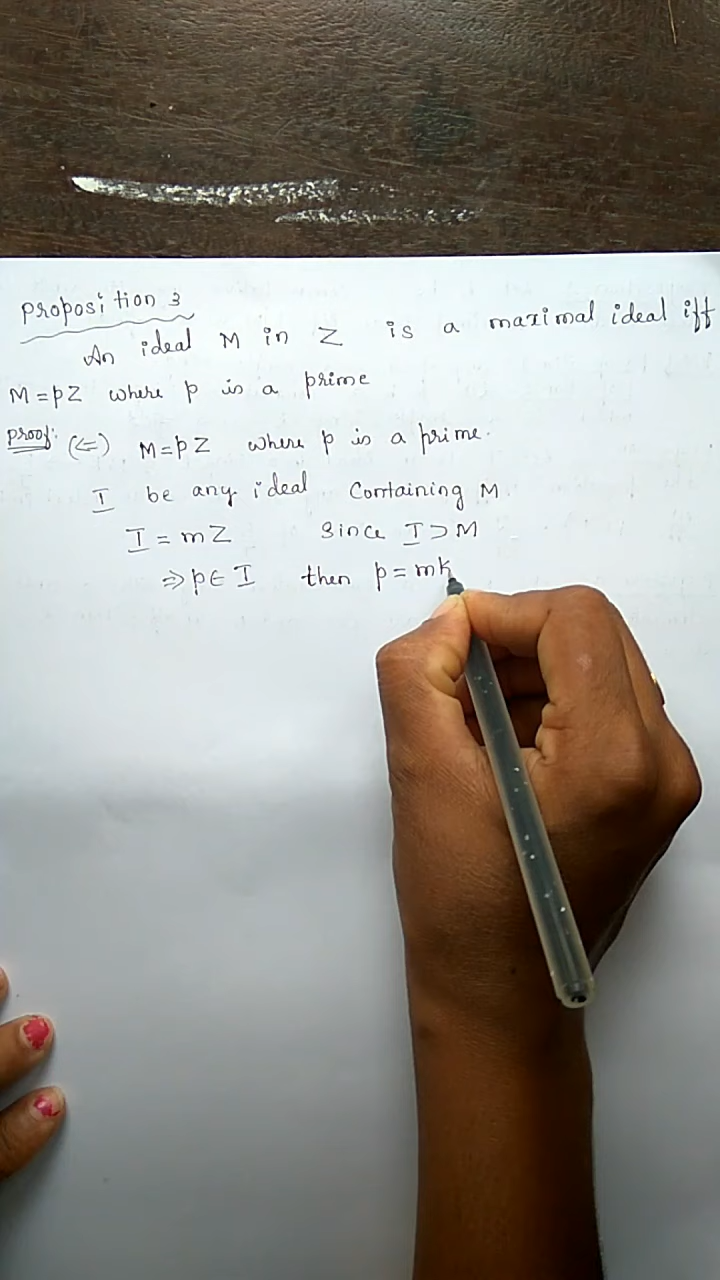 Proposition 3
An ideal M in Z is a maximal ideal iff
M = pZ where p is a prime
Proof: (⇐) M = pZ where p is a prime.
I be any ideal Containing M
I = mZ Since I ⊃ M
⇒ p ∈ I then p = mk